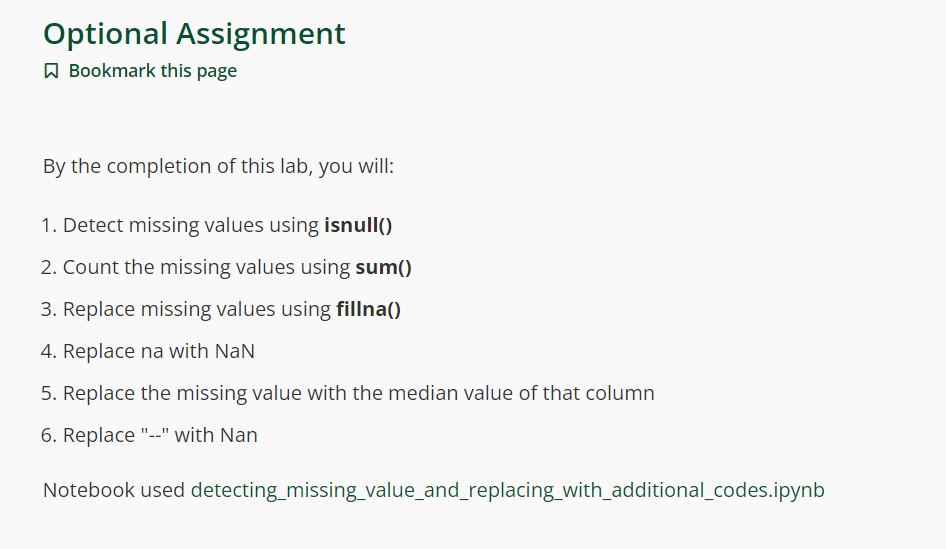 Optional Assignment
Bookmark this page
By the completion of this lab, you will:
1. Detect missing values using isnull()
2. Count the missing values using sum()
3. Replace missing values using fillna()
4. Replace na with NaN
5. Replace the missing value with the median value of that column
6. Replace "--" with Nan
Notebook used detecting_missing_value_and_replacing_with_additional_codes.ipynb